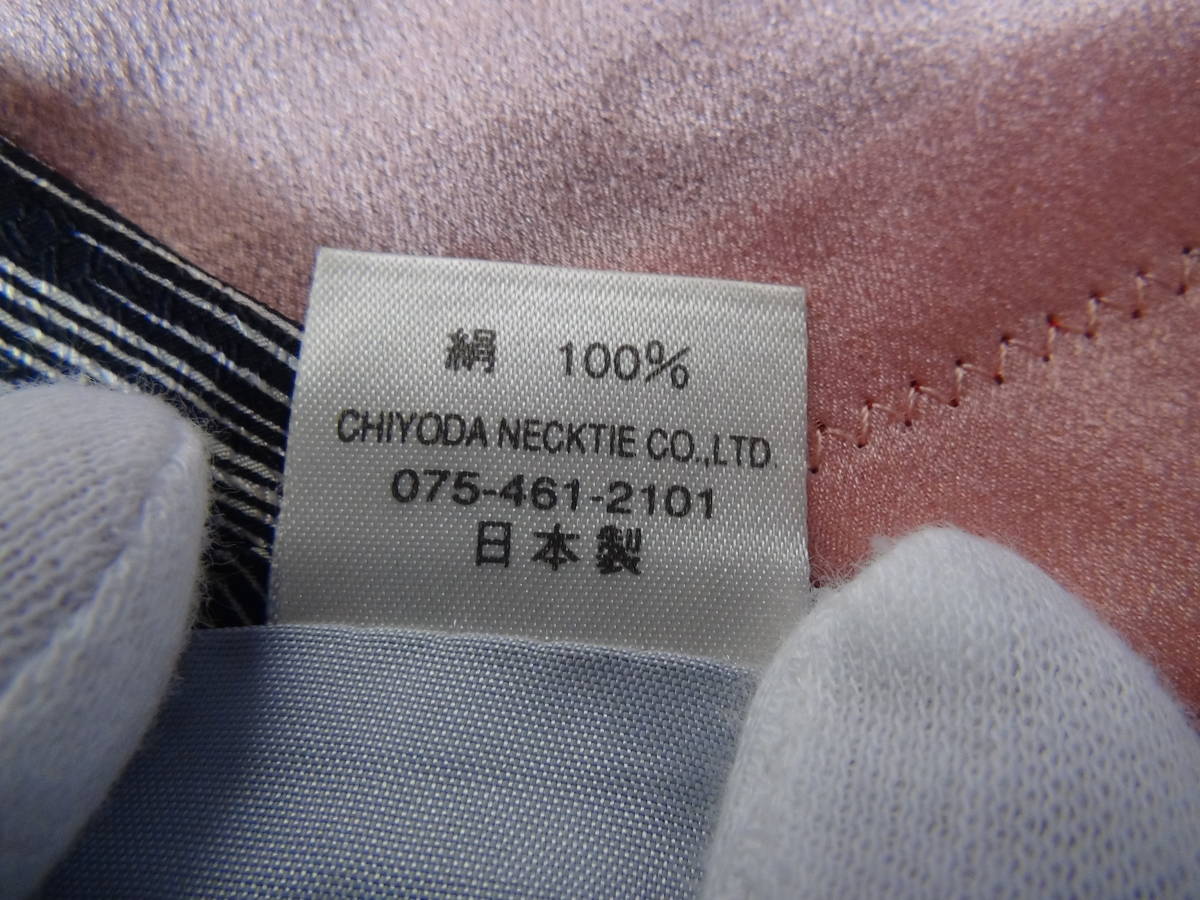 絹 100%
CHIYODA NECKTIE CO.,LTD.
075-461-2101
日本製